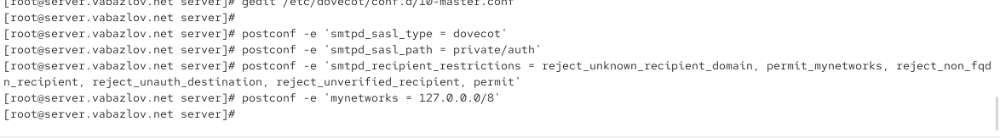 [root@server.vabazlov.net server]# gedit /etc/dovecot/conf.d/10-master.conf
[root@server.vabazlov.net server]#
[root@server.vabazlov.net server]# postconf -e 'smtpd_sasl_type = dovecot'
[root@server.vabazlov.net server]# postconf -e 'smtpd_sasl_path = private/auth'
[root@server.vabazlov.net server]# postconf -e 'smtpd_recipient_restrictions = reject_unknown_recipient_domain, permit_mynetworks, reject_non_fqd
n_recipient, reject_unauth_destination, reject_unverified_recipient, permit'
[root@server.vabazlov.net server]# postconf -e 'mynetworks = 127.0.0.0/8'
[root@server.vabazlov.net server]#